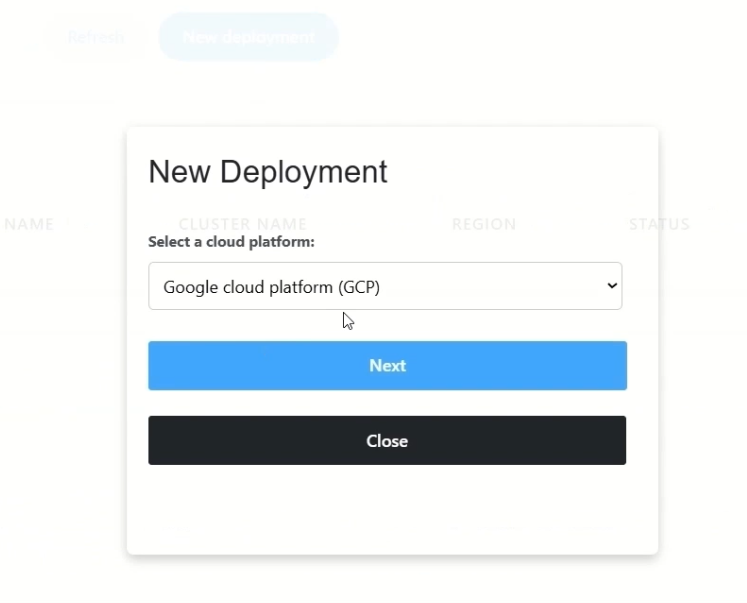 Refresh New deployment
New Deployment
NAME CLUSTER NAME REGION STATUS
Select a cloud platform:
Google cloud platform (GCP)
Next
Close